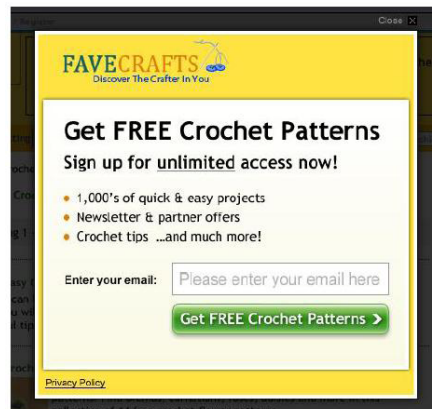 Register
Close X
FAVECRAFTS
Discover The Crafter In You
Get FREE Crochet Patterns
Sign up for unlimited access now!
• 1,000's of quick & easy projects
• Newsletter & partner offers
• Crochet tips ...and much more!
Enter your email: Please enter your email here
Get FREE Crochet Patterns >
Privacy Policy